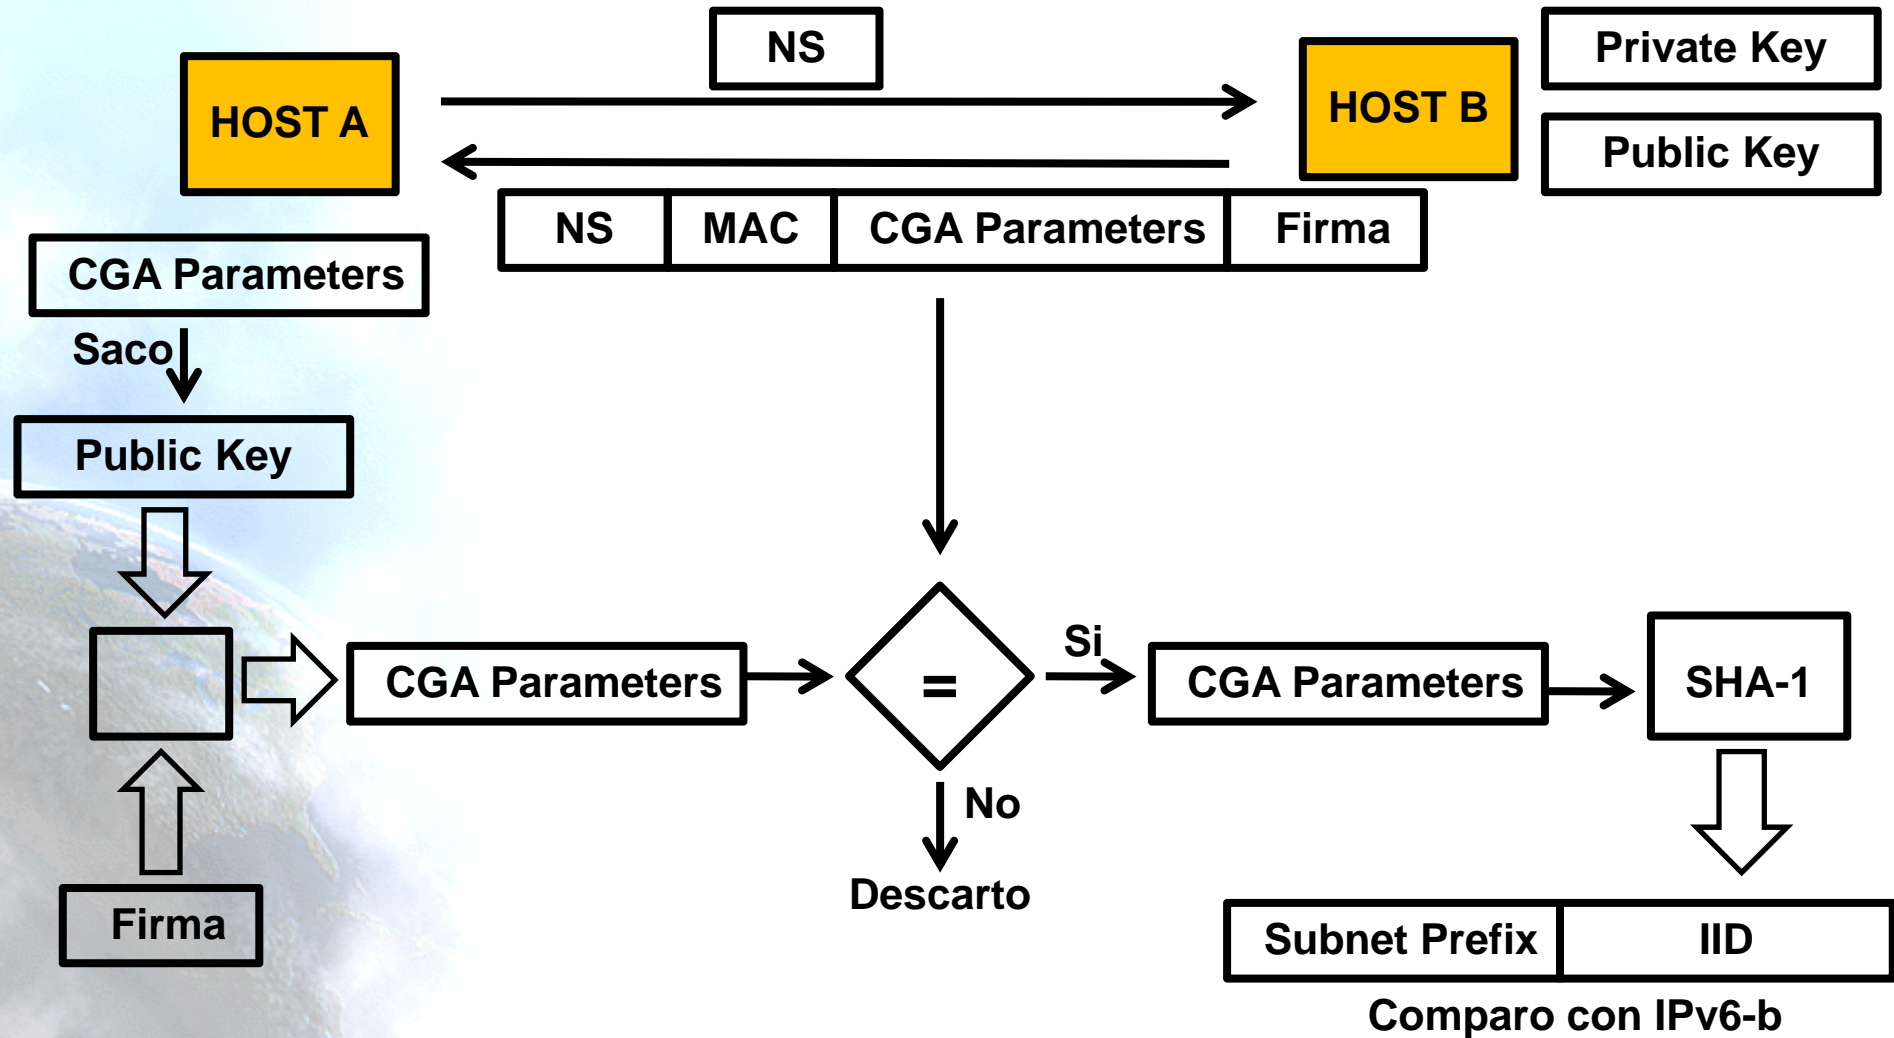 NS
Private Key
HOST A
HOST B
Public Key
NS MAC CGA Parameters Firma
CGA Parameters
Saco
Public Key
CGA Parameters
=
Si
CGA Parameters
SHA-1
No
Descarto
Firma
Subnet Prefix IID
Comparo con IPv6-b